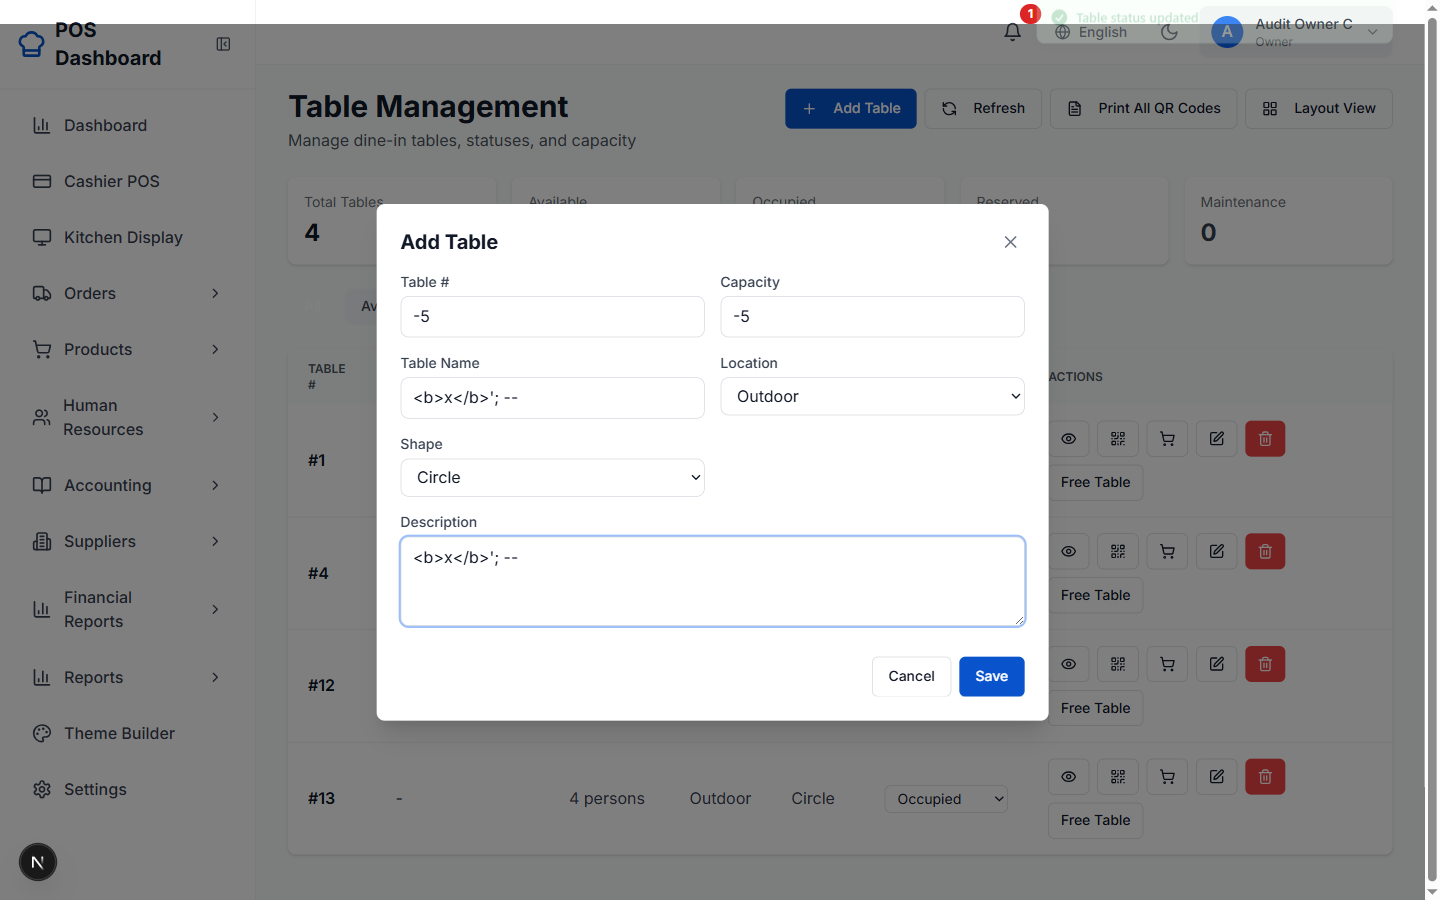 POS
Dashboard
1
Table status updated
English
A
Audit Owner C
Owner
Dashboard
Cashier POS
Kitchen Display
Orders
Products
Human
Resources
Accounting
Suppliers
Financial
Reports
Reports
Theme Builder
Settings
N
Table Management
Manage dine-in tables, statuses, and capacity
Add Table
Refresh
Print All QR Codes
Layout View
Total Tables
4
Available
Occupied
Reserved
Maintenance
0
Av
Add Table
Table #
-5
Capacity
-5
Table Name
<b>x</b>'; --
Location
Outdoor
Shape
Circle
Description
<b>x</b>'; --
Cancel
Save
TABLE
#
ACTIONS
#1
Free Table
#4
Free Table
#12
Free Table
#13
-
4 persons
Outdoor
Circle
Occupied
Free Table